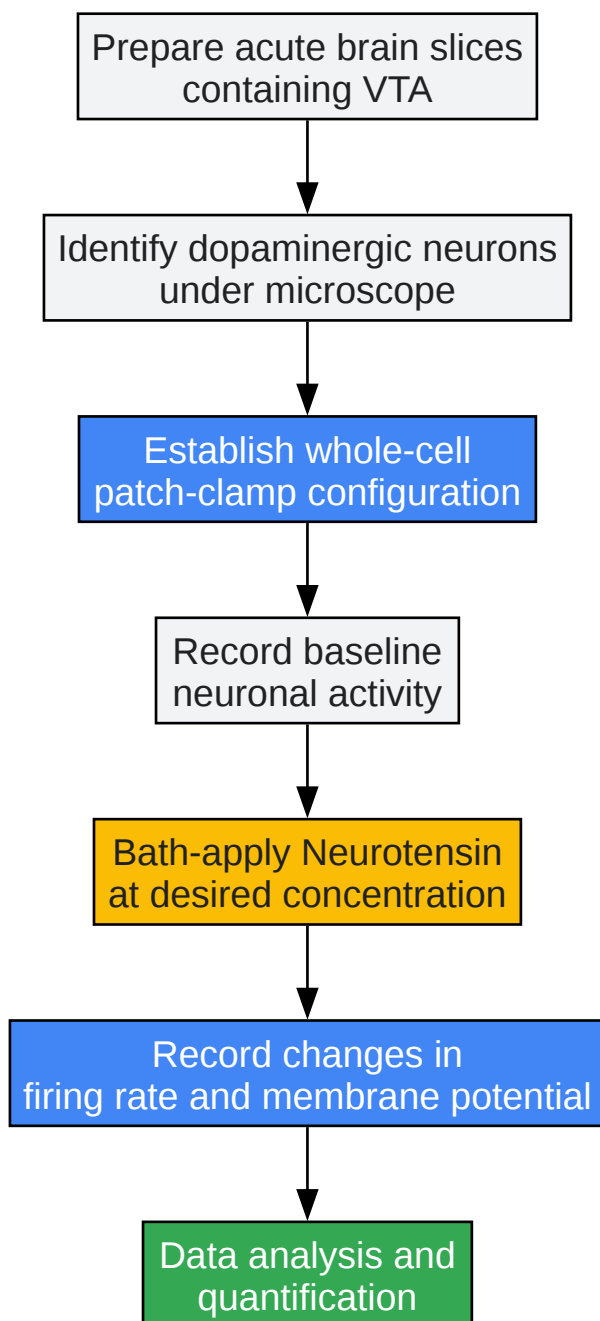 Prepare acute brain slices
containing VTA
Identify dopaminergic neurons
under microscope
Establish whole-cell
patch-clamp configuration
Record baseline
neuronal activity
Bath-apply Neurotensin
at desired concentration
Record changes in
firing rate and membrane potential
Data analysis and
quantification